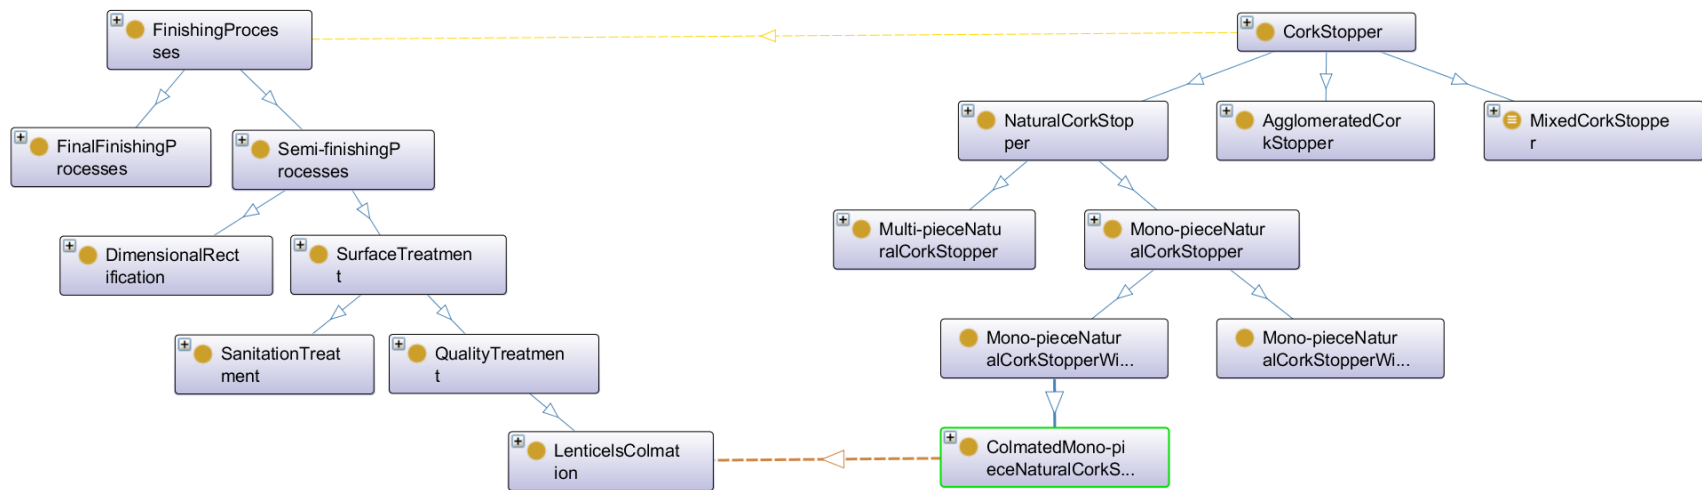 FinishingProces
ses
CorkStopper
FinalFinishingP
rocesses
Semi-finishingP
rocesses
NaturalCorkStop
per
AgglomeratedCor
kStopper
MixedCorkStoppe
r
DimensionalRect
ification
SurfaceTreatmen
t
Multi-pieceNatu
ralCorkStopper
Mono-pieceNatur
alCorkStopper
SanitationTreat
ment
QualityTreatmen
t
Mono-pieceNatur
alCorkStopperWi...
Mono-pieceNatur
alCorkStopperWi...
LenticelsColmat
ion
ColmatedMono-pi
eceNaturalCorkS...